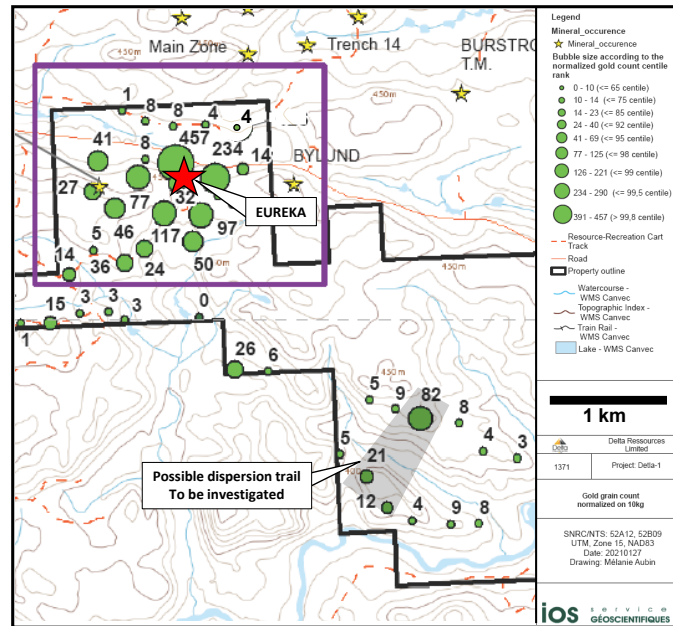 450m
450m
Main Zone
Trench 14
BURSTRO
T.M.
450m
1
8
8
4
4
457
234
41
8
14
BYLUND
27
32
EUREKA
77
97
46
117
5
36
24
50
14
450m
15
3
3
3
0
1
26
6
450 m
5
9
82
8
4
3
5
21
Possible dispersion trail
To be investigated
12
4
9
8
Legend
Mineral_occurence
Mineral_occurence
Bubble size according to the
normalized gold count centile
rank
0 - 10 (<= 65 centile)
10 - 14 (<= 75 centile)
14 - 23 (<= 85 centile)
24 - 40 (<= 92 centile)
41 - 69 (<= 95 centile)
77 - 125 (<= 98 centile)
126 - 221 (<= 99 centile)
234 - 290 (<= 99,5 centile)
391 - 457 (> 99,8 centile)
Resource-Recreation Cart
Track
Road
Property outline
Watercourse -
WMS Canvec
Topographic Index -
WMS Canvec
Train Rail -
WMS Canvec
Lake - WMS Canvec
1 km
Delta
Delta Ressources
Limited
1371
Project: Delta-1
Gold grain count
normalized on 10kg
SNRC/NTS: 52A12, 52B09
UTM, Zone 15, NAD83
Date: 20210127
Drawing: Mélanie Aubin
iOS service
GÉOSCIENTIFIQUES